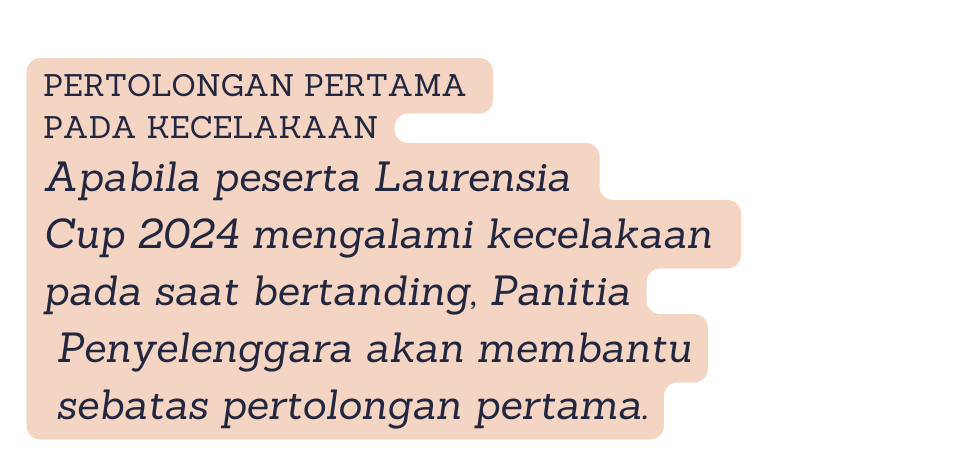 PERTOLONGAN PERTAMA
PADA KECELAKAAN
Apabila peserta Laurensia
Cup 2024 mengalami kecelakaan
pada saat bertanding, Panitia
Penyelenggara akan membantu
sebatas pertolongan pertama.